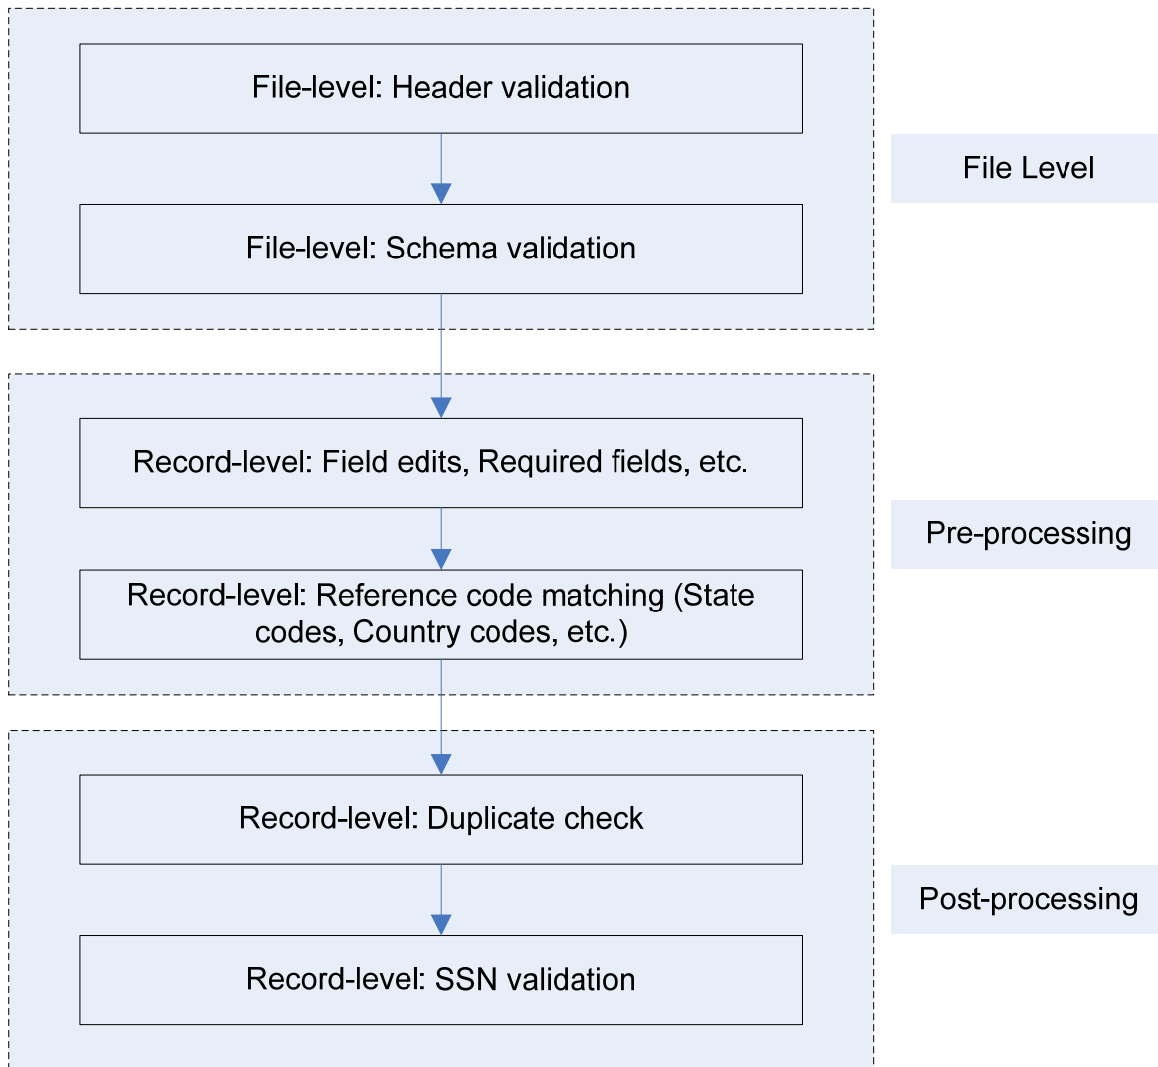 File-level: Header validation
File Level
File-level: Schema validation
Record-level: Field edits, Required fields, etc.
Pre-processing
Record-level: Reference code matching (State
codes, Country codes, etc.)
Record-level: Duplicate check
Post-processing
Record-level: SSN validation